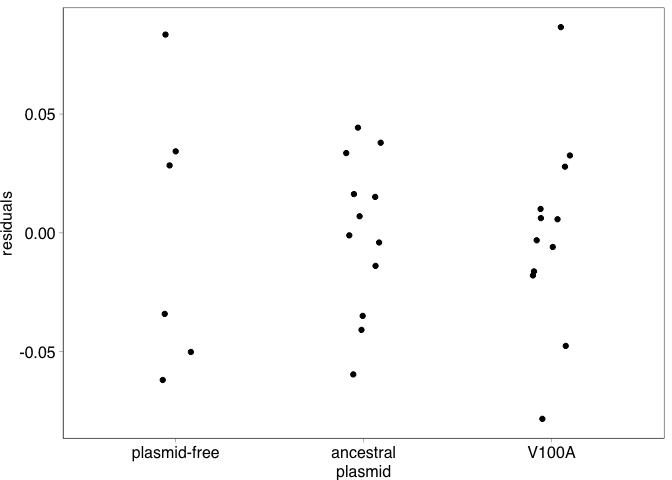 residuals
0.05
0.00
-0.05
plasmid-free
ancestral
V100A
plasmid